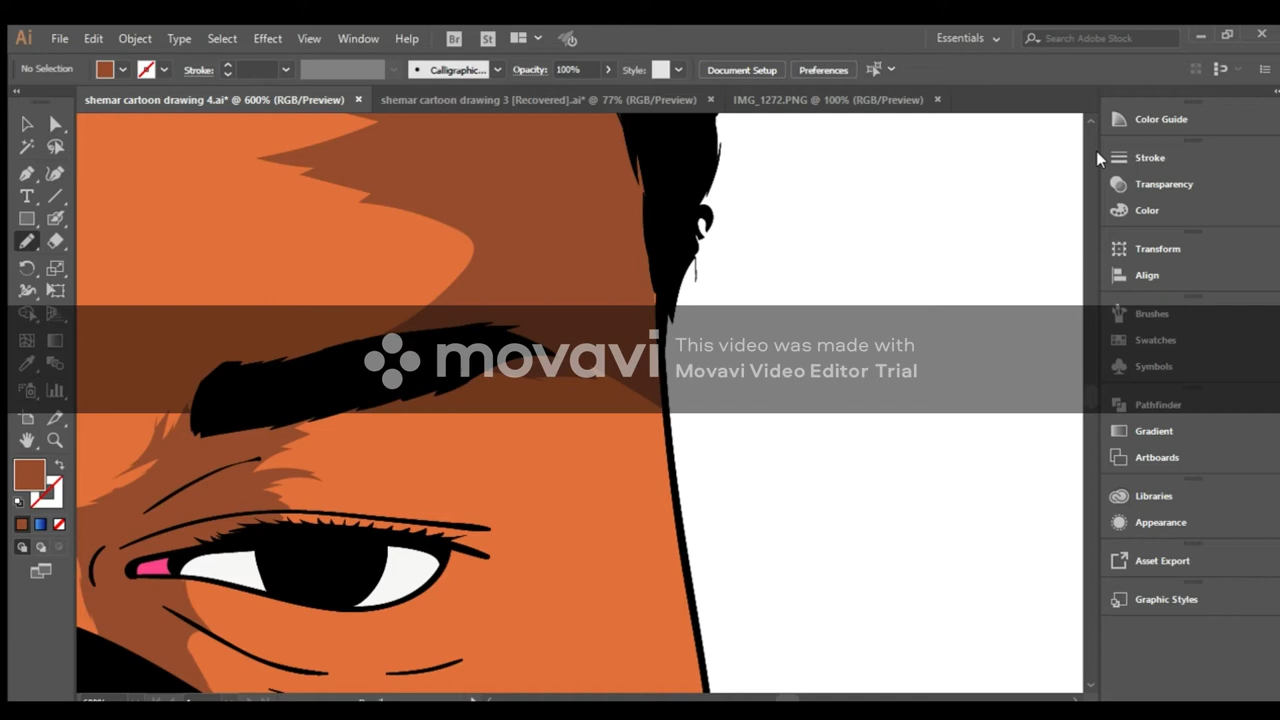 Ai File Edit Object Type Select Effect View Window Help Br St Essentials Search Adobe Stock
No Selection Stroke: Calligraphic... Opacity: 100% Style: Document Setup Preferences
shemar cartoon drawing 4.ai* @ 600% (RGB/Preview) × shemar cartoon drawing 3 [Recovered].ai* @ 77% (RGB/Preview) × IMG_1272.PNG @ 100% (RGB/Preview) ×
Color Guide
Stroke
Transparency
Color
Transform
Align
Brushes
Swatches
Symbols
Pathfinder
Gradient
Artboards
Libraries
Appearance
Asset Export
Graphic Styles
movavi
This video was made with
Movavi Video Editor Trial